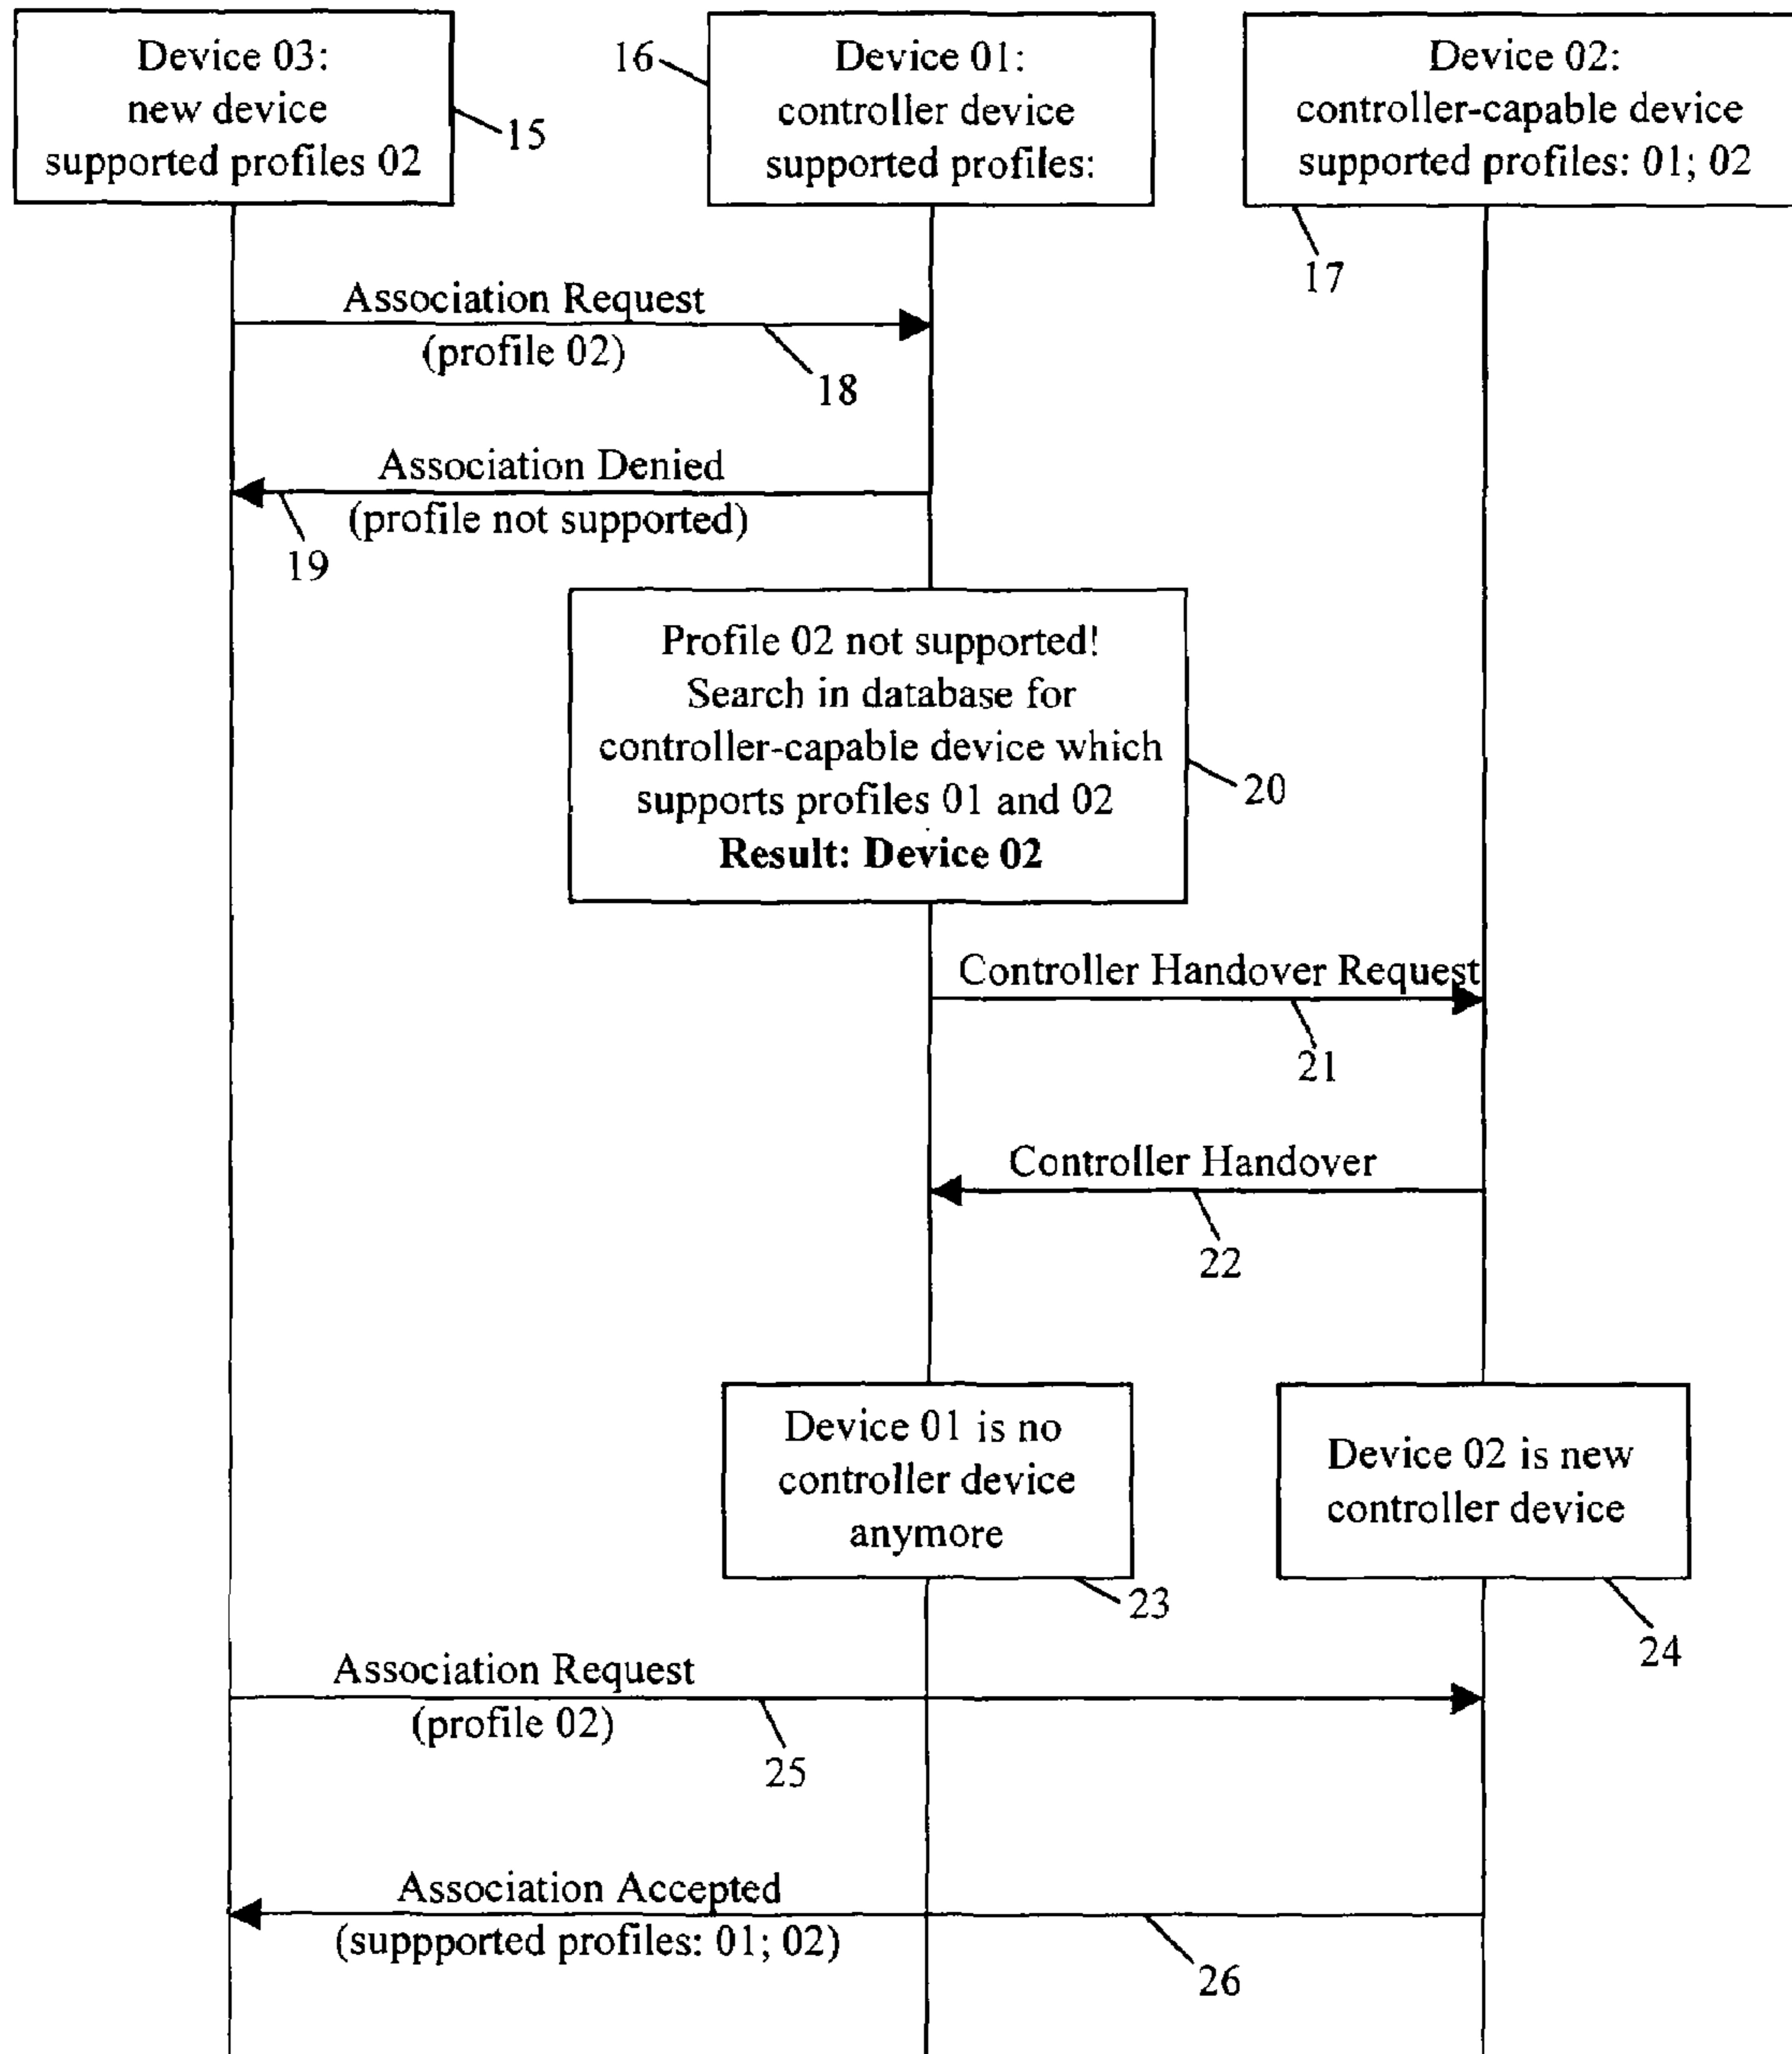 Device 03:
new device
supported profiles 02
15
16
Device 01:
controller device
supported profiles:
Device 02:
controller-capable device
supported profiles: 01; 02
17
Association Request
(profile 02)
18
Association Denied
(profile not supported)
19
Profile 02 not supported!
Search in database for
controller-capable device which
supports profiles 01 and 02
Result: Device 02
20
Controller Handover Request
21
Controller Handover
22
Device 01 is no
controller device
anymore
23
Device 02 is new
controller device
24
Association Request
(profile 02)
25
Association Accepted
(suppported profiles: 01; 02)
26